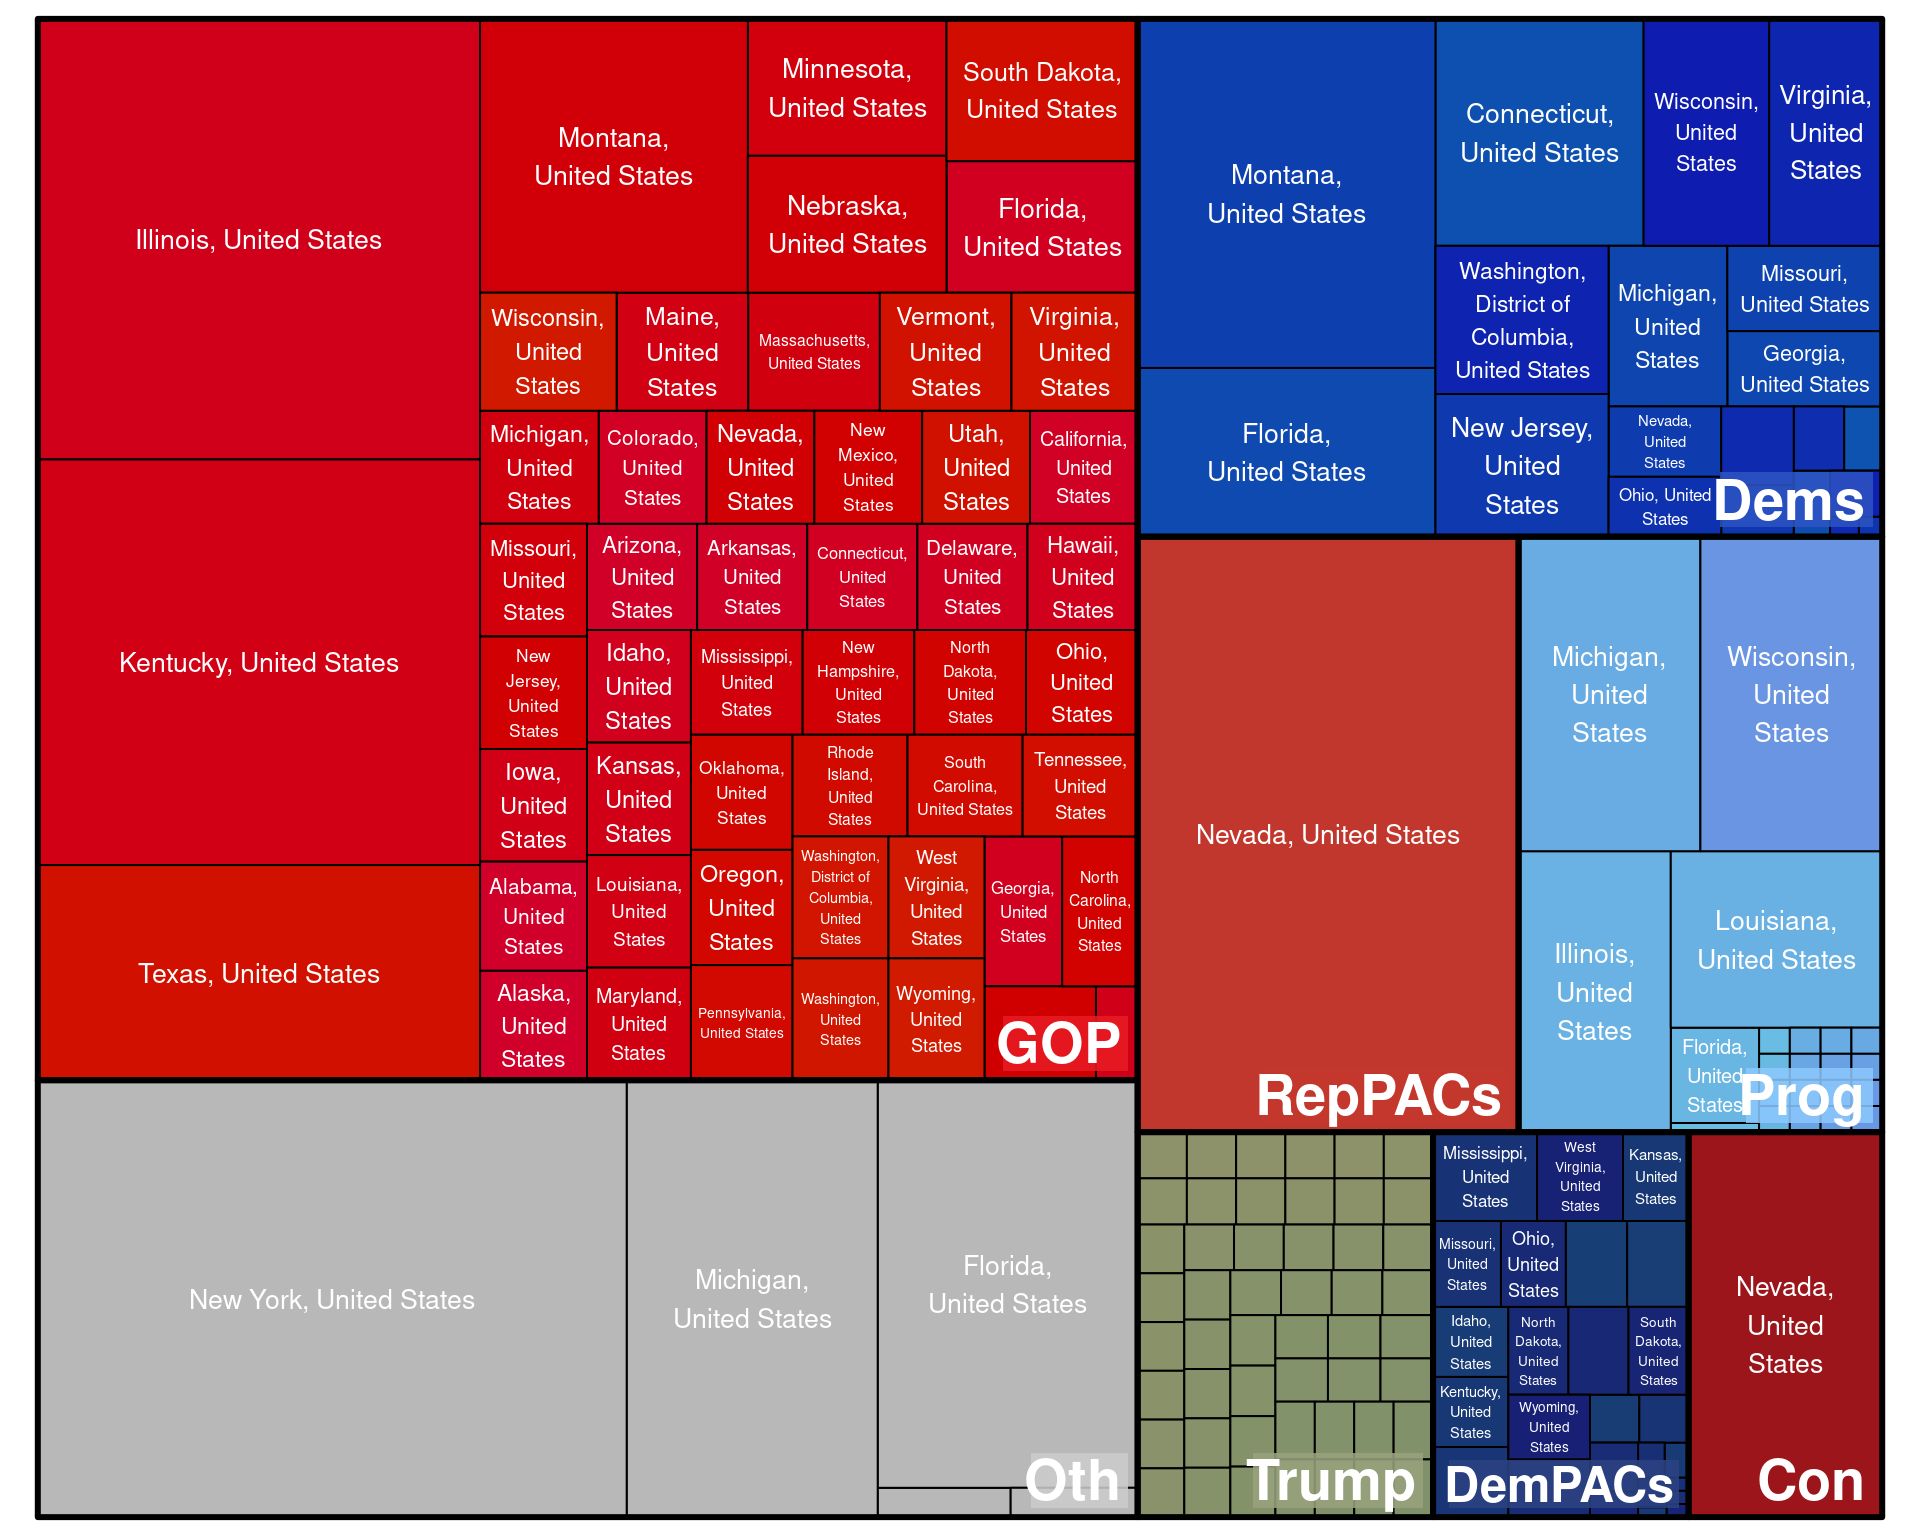 Illinois, United States
Kentucky, United States
Texas, United States
Montana,
United States
Minnesota,
United States
South Dakota,
United States
Nebraska,
United States
Florida,
United States
Wisconsin,
United
States
Maine,
United
States
Massachusetts,
United States
Vermont,
United
States
Virginia,
United
States
Michigan,
United
States
Colorado,
United
States
Nevada,
United
States
New
Mexico,
United
States
Utah,
United
States
California,
United
States
Missouri,
United
States
Arizona,
United
States
Arkansas,
United
States
Connecticut,
United
States
Delaware,
United
States
Hawaii,
United
States
New
Jersey,
United
States
Idaho,
United
States
Mississippi,
United
States
New
Hampshire,
United
States
North
Dakota,
United
States
Ohio,
United
States
Iowa,
United
States
Kansas,
United
States
Oklahoma,
United
States
Rhode
Island,
United
States
South
Carolina,
United States
Tennessee,
United
States
Alabama,
United
States
Louisiana,
United
States
Oregon,
United
States
Washington,
District of
Columbia,
United
States
West
Virginia,
United
States
Georgia,
United
States
North
Carolina,
United
States
Alaska,
United
States
Maryland,
United
States
Pennsylvania,
United States
Washington,
United
States
Wyoming,
United
States
GOP
New York, United States
Michigan,
United States
Florida,
United States
Oth
Montana,
United States
Florida,
United States
Connecticut,
United States
Wisconsin,
United
States
Virginia,
United
States
Washington,
District of
Columbia,
United States
Michigan,
United
States
Missouri,
United States
Georgia,
United States
New Jersey,
United
States
Nevada,
United
States
Ohio, United
States
Dems
Nevada, United States
RepPACs
Michigan,
United
States
Wisconsin,
United
States
Illinois,
United
States
Louisiana,
United States
Florida,
United
States
Prog
Trump
Mississippi,
United
States
West
Virginia,
United
States
Kansas,
United
States
Missouri,
United
States
Ohio,
United
States
Idaho,
United
States
North
Dakota,
United
States
South
Dakota,
United
States
Kentucky,
United
States
Wyoming,
United
States
DemPACs
Nevada,
United
States
Con